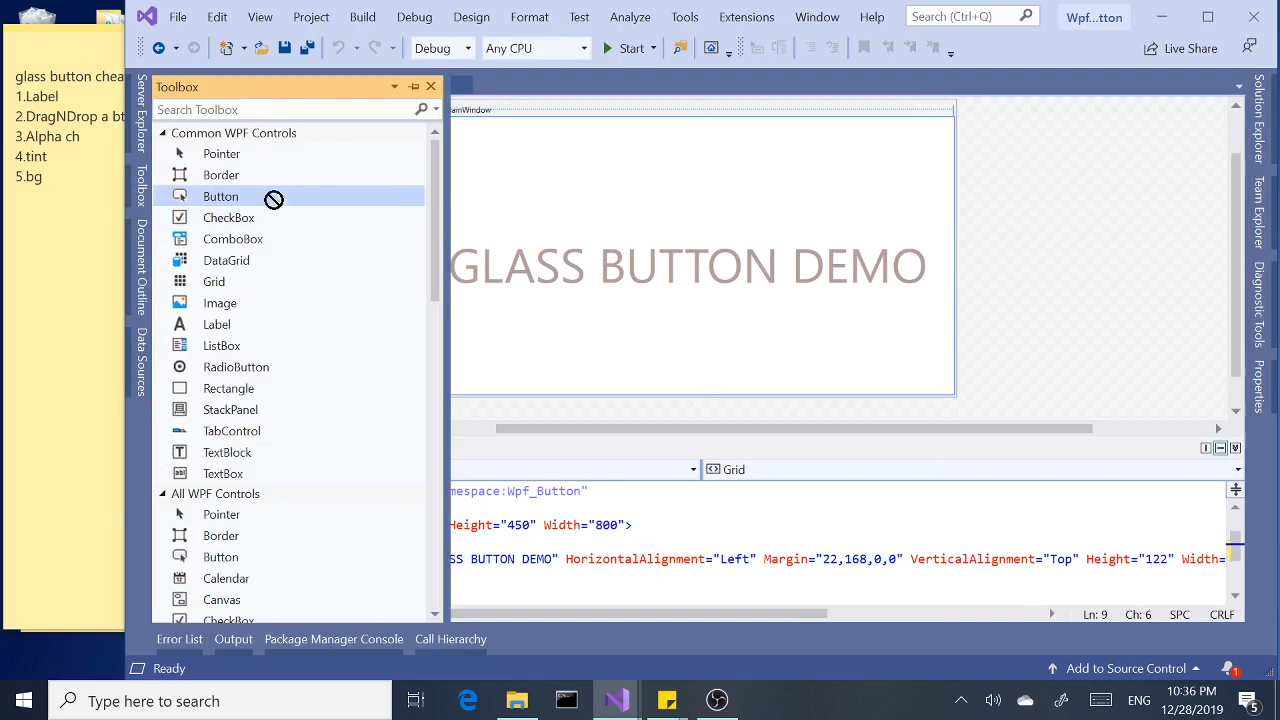 File Edit View Project Build Debug Design Format Test Analyze Tools Extensions Window Help Search (Ctrl+Q) Wpf...tton
Debug Any CPU Start Live Share
glass button chea
1.Label
2.DragNDrop a bt
3.Alpha ch
4.tint
5.bg
Server Explorer
Toolbox
Document Outline
Data Sources
Toolbox
Search Toolbox
Common WPF Controls
Pointer
Border
Button
CheckBox
ComboBox
DataGrid
Grid
Image
Label
ListBox
RadioButton
Rectangle
StackPanel
TabControl
TextBlock
TextBox
All WPF Controls
Pointer
Border
Button
Calendar
Canvas
CheckBox
ainWindow
GLASS BUTTON DEMO
Grid
mespace:Wpf_Button"
Height="450" Width="800">
SS BUTTON DEMO" HorizontalAlignment="Left" Margin="22,168,0,0" VerticalAlignment="Top" Height="122" Width=
Ln: 9 Ch: 6 SPC CRLF
Solution Explorer
Team Explorer
Diagnostic Tools
Properties
Error List Output Package Manager Console Call Hierarchy
Ready Add to Source Control 1
Type here to search ENG 10:36 PM
12/28/2019 5